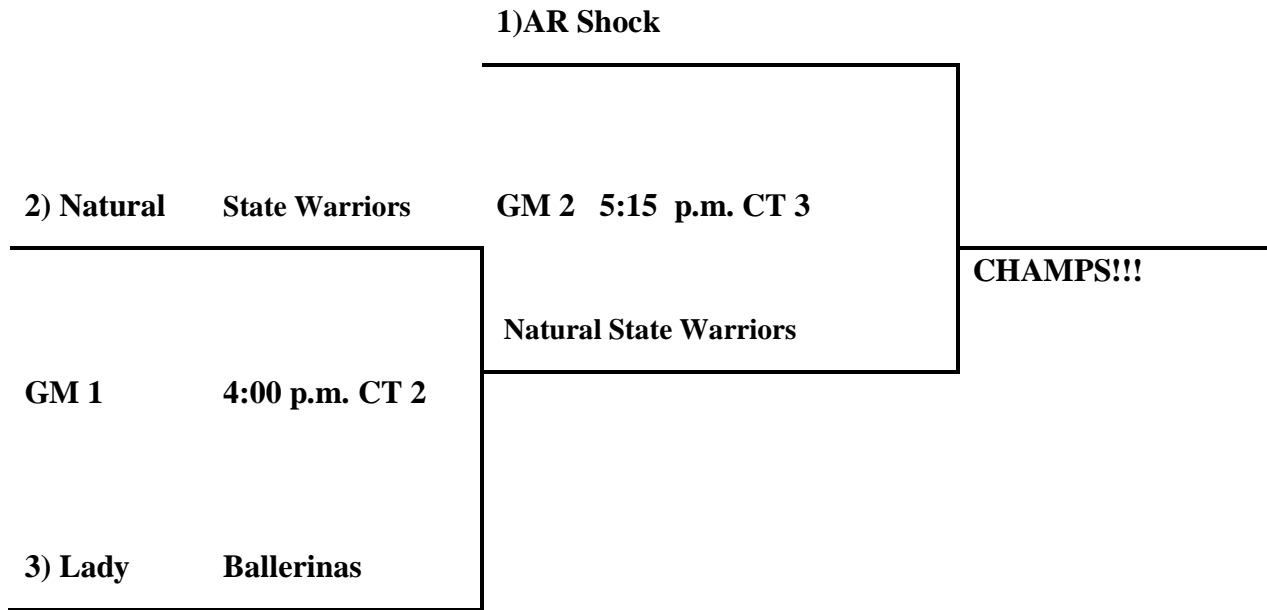 1)AR Shock
2) Natural State Warriors
GM 2 5:15 p.m. CT 3
CHAMPS!!!
Natural State Warriors
GM 1 4:00 p.m. CT 2
3) Lady Ballerinas